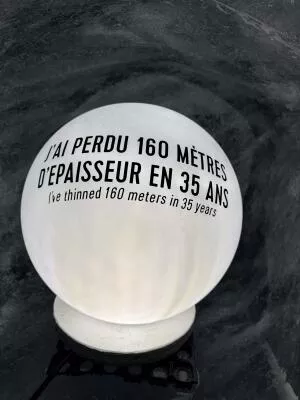 J'AI PERDU 160 MÈTRES
D'EPAISSEUR EN 35 ANS
I've thinned 160 meters in 35 years